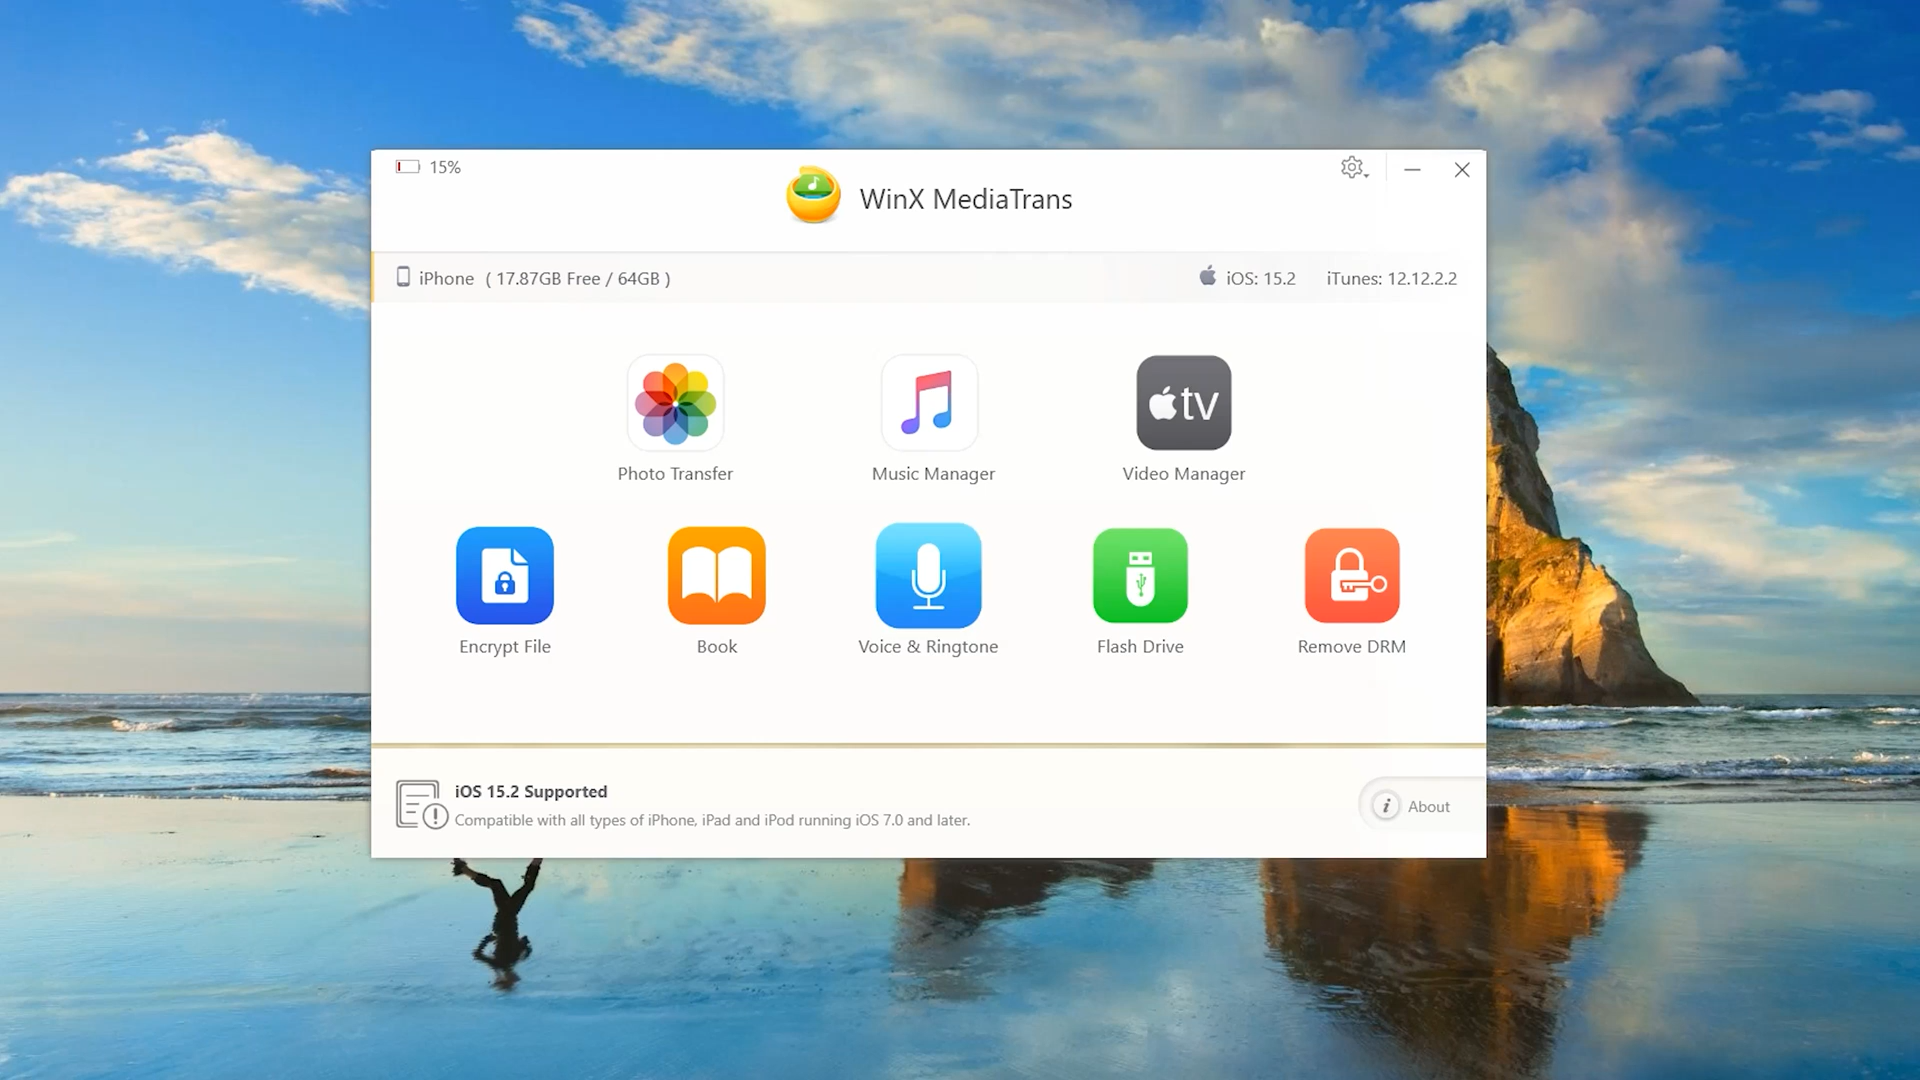 15%
WinX MediaTrans
iPhone ( 17.87GB Free / 64GB )
iOS: 15.2
iTunes: 12.12.2.2
tv
Photo Transfer
Music Manager
Video Manager
Encrypt File
Book
Voice & Ringtone
Flash Drive
Remove DRM
iOS 15.2 Supported
Compatible with all types of iPhone, iPad and iPod running iOS 7.0 and later.
i About